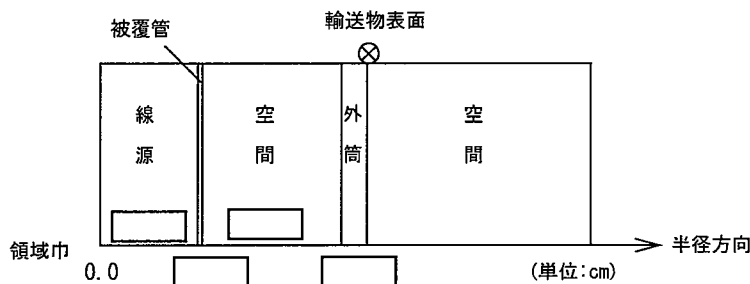 輸送物表面
被覆管
線源
空間
外筒
空間
領域巾
0.0
(単位:cm)
半径方向